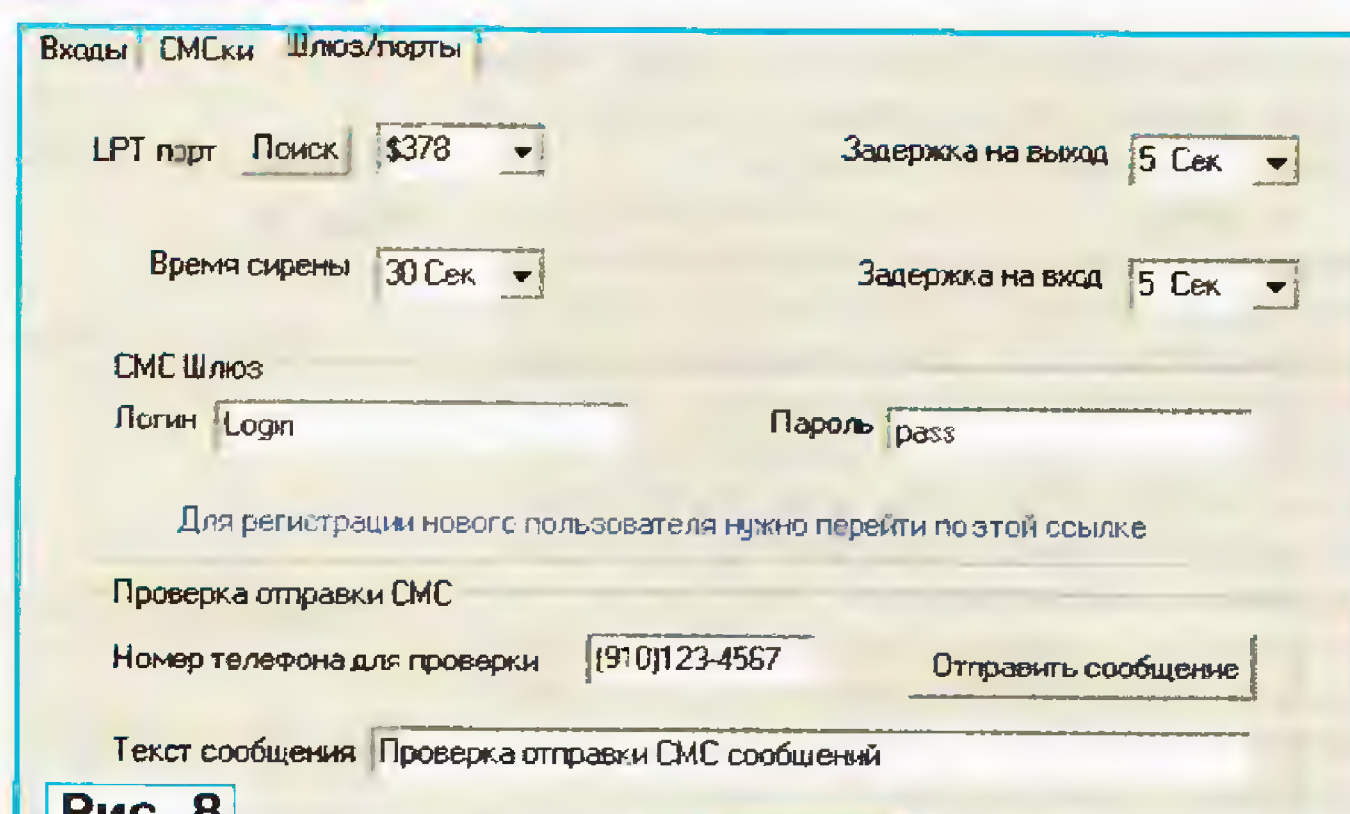 Входы СМСки Шлюз/порты
LPT порт Поиск $378 Задержка на выход 5 Сек
Время сирены 30 Сек Задержка на вход 5 Сек
СМС Шлюз
Логин Login Пароль pass
Для регистрации нового пользователя нужно перейти по этой ссылке
Проверка отправки СМС
Номер телефона для проверки (910)123-4567 Отправить сообщение
Текст сообщения Проверка отправки СМС сообщений
Рис. 8